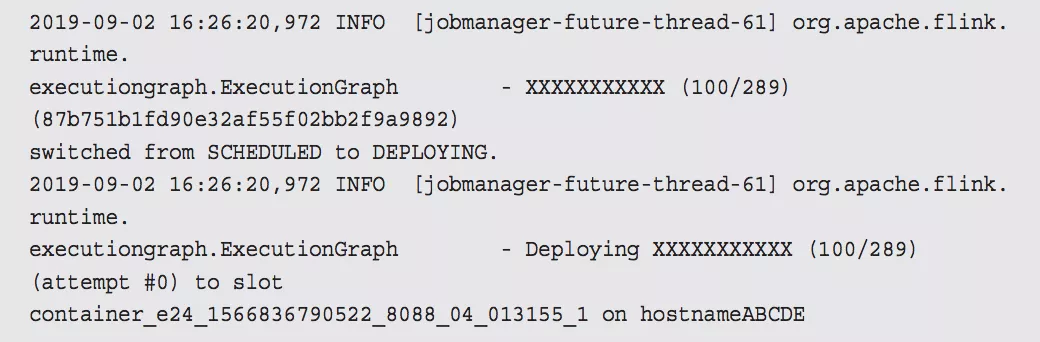 2019-09-02 16:26:20,972 INFO  [jobmanager-future-thread-61] org.apache.flink.
runtime.
executiongraph.ExecutionGraph        - XXXXXXXXXXX (100/289)
(87b751b1fd90e32af55f02bb2f9a9892)
switched from SCHEDULED to DEPLOYING.
2019-09-02 16:26:20,972 INFO  [jobmanager-future-thread-61] org.apache.flink.
runtime.
executiongraph.ExecutionGraph        - Deploying XXXXXXXXXXX (100/289)
(attempt #0) to slot
container_e24_1566836790522_8088_04_013155_1 on hostnameABCDE